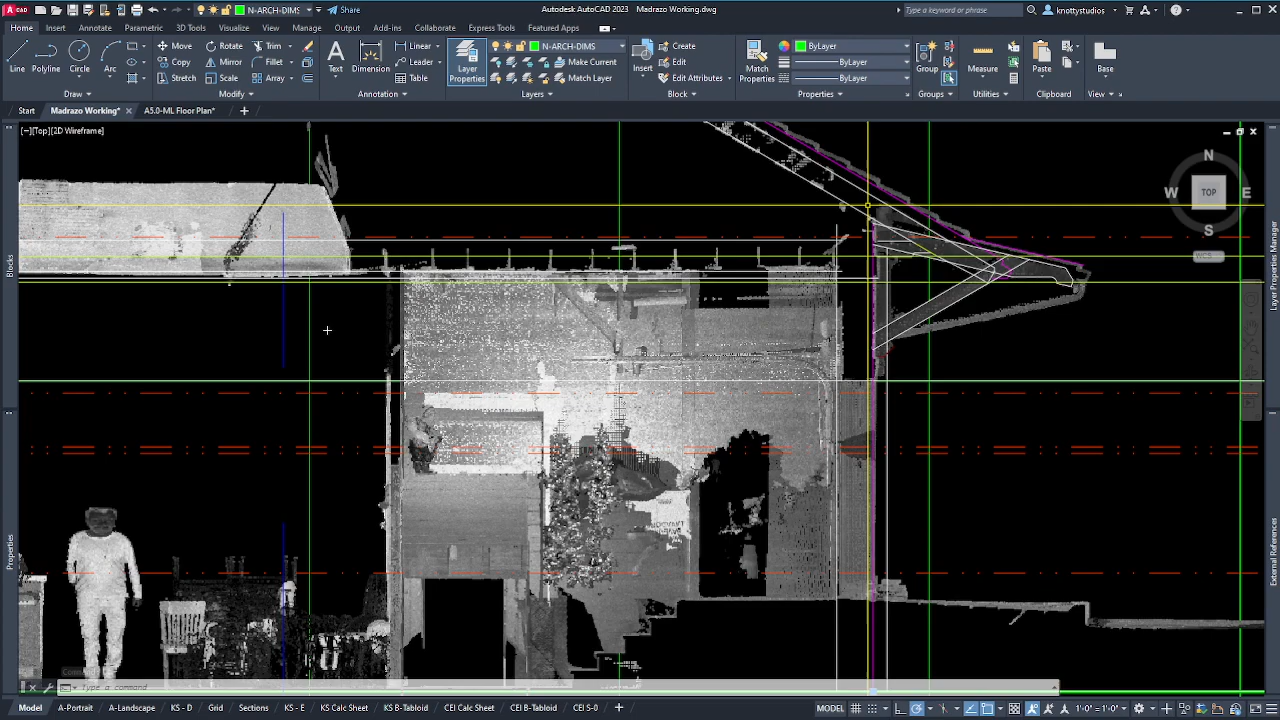 CAD
N-ARCH-DIMS
Share
Autodesk AutoCAD 2023
Madrazo Working.dwg
Type a keyword or phrase
knottystudios
Home
Insert
Annotate
Parametric
3D Tools
Visualize
View
Manage
Output
Add-ins
Collaborate
Express Tools
Featured Apps
Line
Polyline
Circle
Arc
Move
Rotate
Trim
Copy
Mirror
Fillet
Stretch
Scale
Array
Text
Dimension
Linear
Leader
Table
Layer
Properties
N-ARCH-DIMS
Make Current
Match Layer
Insert
Create
Edit
Edit Attributes
Match
Properties
ByLayer
ByLayer
ByLayer
Group
Measure
Paste
Base
Draw
Modify
Annotation
Layers
Block
Properties
Groups
Utilities
Clipboard
View
Start
Madrazo Working*
A5.0-ML Floor Plan*
[−][Top][2D Wireframe]
N
W
TOP
E
S
WCS
Blocks
Properties
Layer Properties Manager
External References
Command:
Type a command
Model
A-Portrait
A-Landscape
KS - D
Grid
Sections
KS - E
KS Calc Sheet
KS B-Tabloid
CEI Calc Sheet
CEI B-Tabloid
CEI S-0
MODEL
1'-0" = 1'-0"